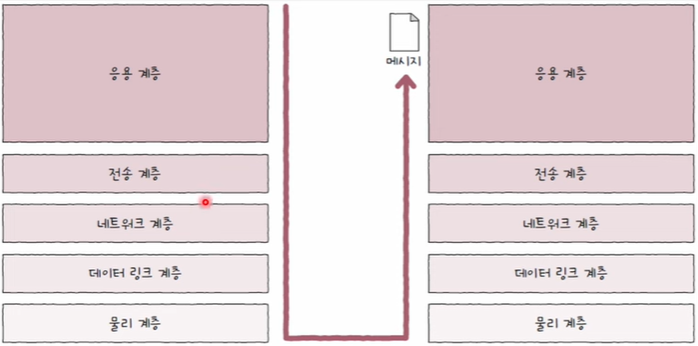 응용 계층
전송 계층
네트워크 계층
데이터 링크 계층
물리 계층
메시지
응용 계층
전송 계층
네트워크 계층
데이터 링크 계층
물리 계층